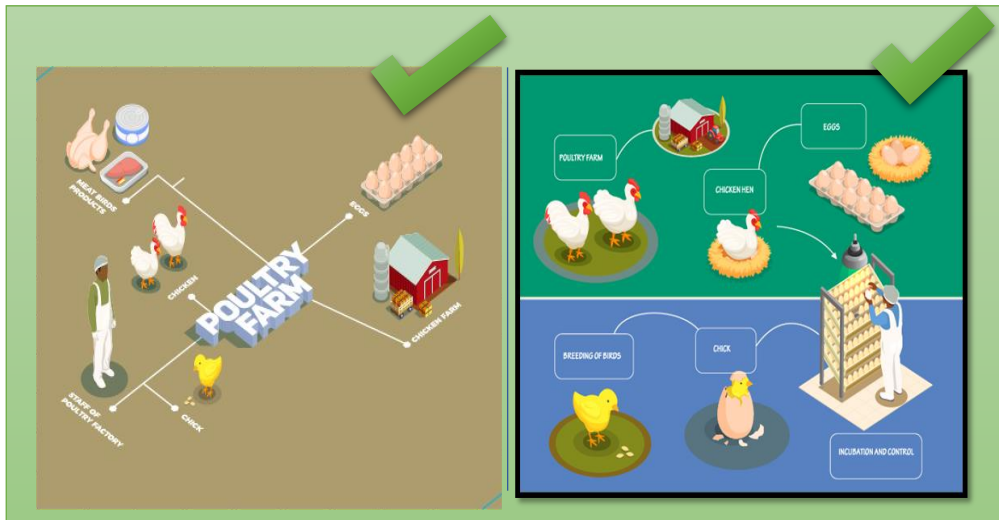 MEAT BIRDS
PRODUCTS
EGGS
CHICKEN
POULTRY
FARM
CHICKEN FARM
STAFF OF
POULTRY FACTORY
CHICK
POULTRY FARM
EGGS
CHICKEN HEN
BREEDING OF BIRDS
CHICK
INCUBATION AND CONTROL